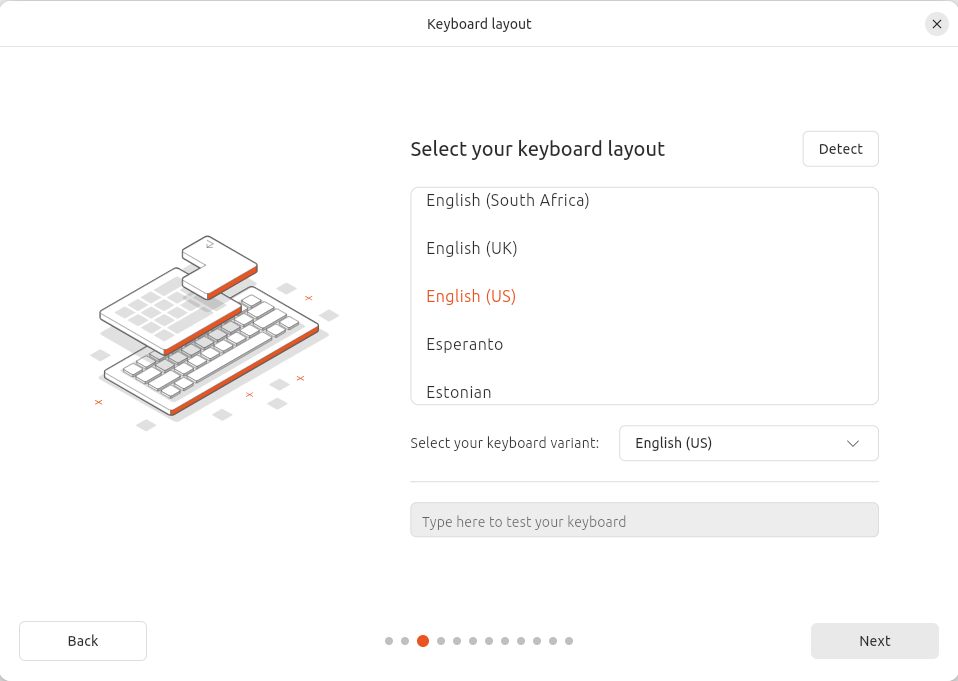 Keyboard layout
Select your keyboard layout
Detect
English (South Africa)
English (UK)
English (US)
Esperanto
Estonian
Select your keyboard variant:
English (US)
Type here to test your keyboard
Back
Next